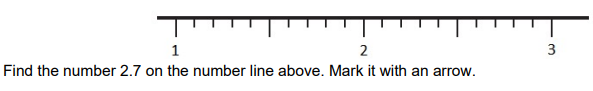 1 2 3
Find the number 2.7 on the number line above. Mark it with an arrow.